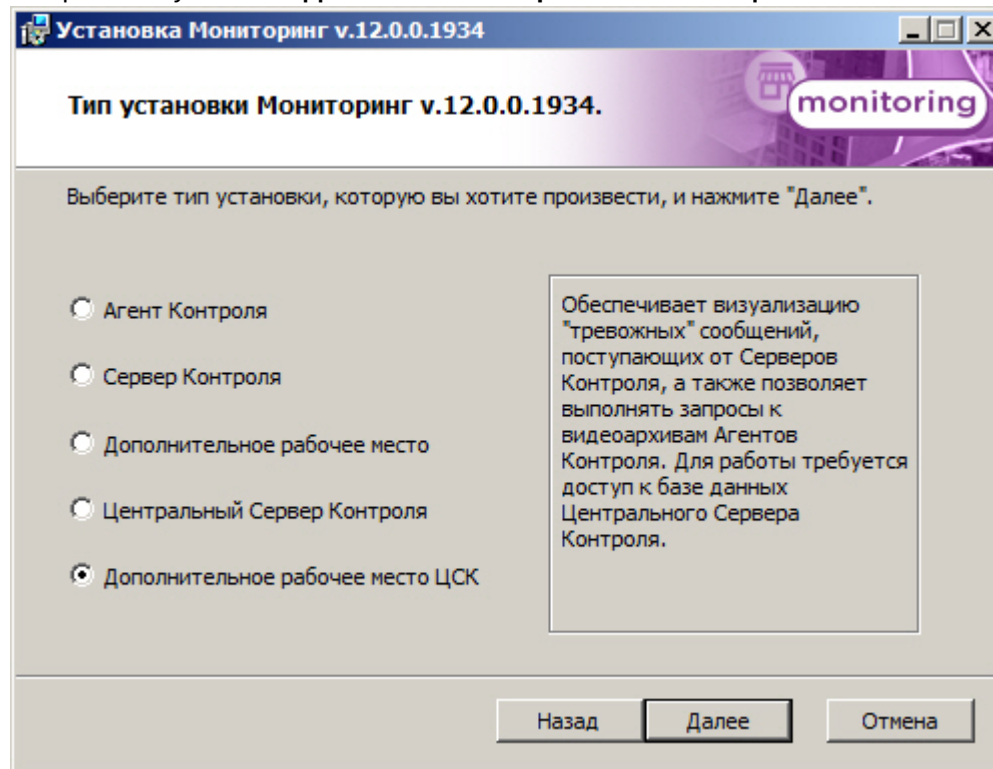 Установка Мониторинг v.12.0.0.1934
Тип установки Мониторинг v.12.0.0.1934.
monitoring
Выберите тип установки, которую вы хотите произвести, и нажмите "Далее".
Агент Контроля
Сервер Контроля
Дополнительное рабочее место
Центральный Сервер Контроля
Дополнительное рабочее место ЦСК
Обеспечивает визуализацию
"тревожных" сообщений,
поступающих от Серверов
Контроля, а также позволяет
выполнять запросы к
видеоархивам Агентов
Контроля. Для работы требуется
доступ к базе данных
Центрального Сервера
Контроля.
Назад
Далее
Отмена